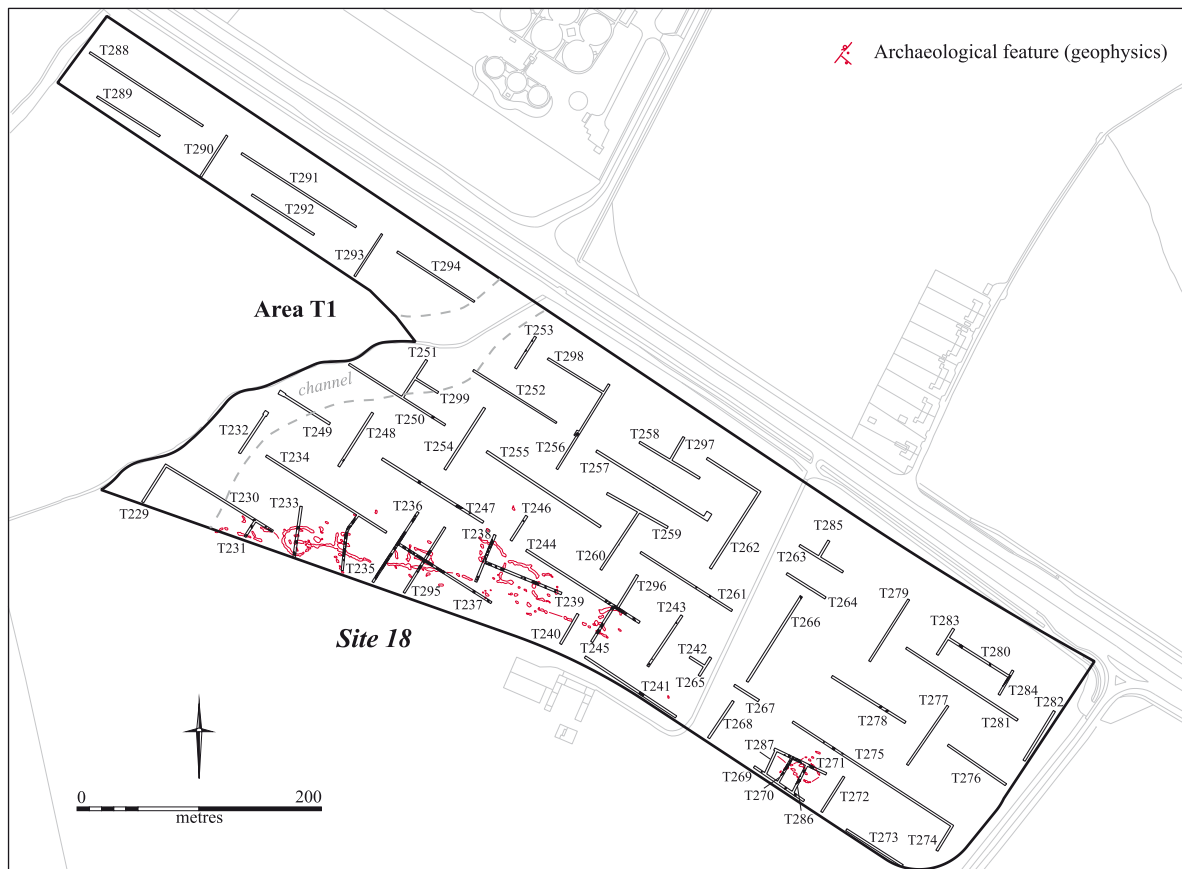 Archaeological feature (geophysics)
T288
T289
T290
T291
T292
T293
T294
Area T1
T253
T251
T298
channel
T299
T252
T232
T249
T250
T248
T254
T256
T258
T297
T234
T255
T257
T230
T233
T236
T247
T246
T259
T229
T238
T244
T260
T262
T285
T231
T263
T235
T296
T261
T295
T239
T243
T264
T279
T237
T266
T283
T240
T280
Site 18
T245
T242
T265
T284
T241
T267
T277
T281
T282
T268
T278
T287
T275
T271
T276
T269
T270
T272
T286
T273
T274
0
200
metres